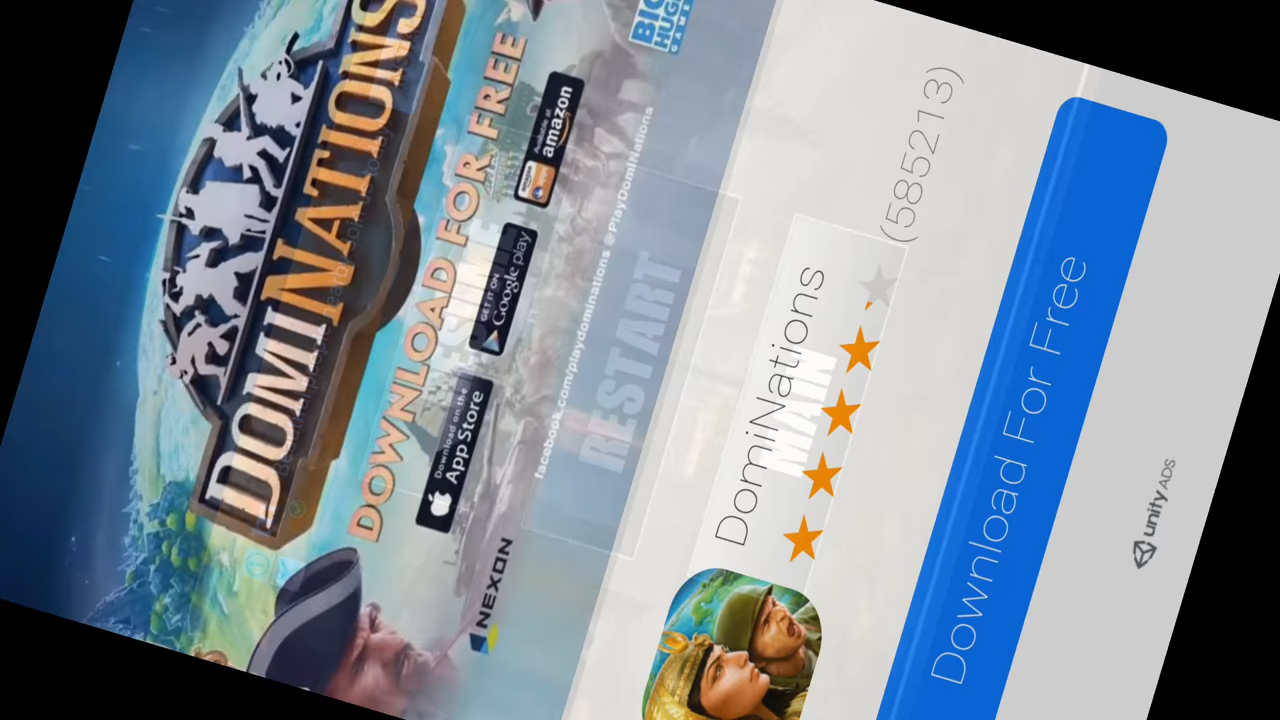 DOMINATIONS
DOWNLOAD FOR FREE
Download on the
App Store
GET IT ON
Google play
Available at
amazon
NEXON
BIG
HUGE
GAMES
facebook.com/playdominations @PlayDomiNations
RESTART
MAIN
DomiNations
(585213)
Download For Free
unity ADS